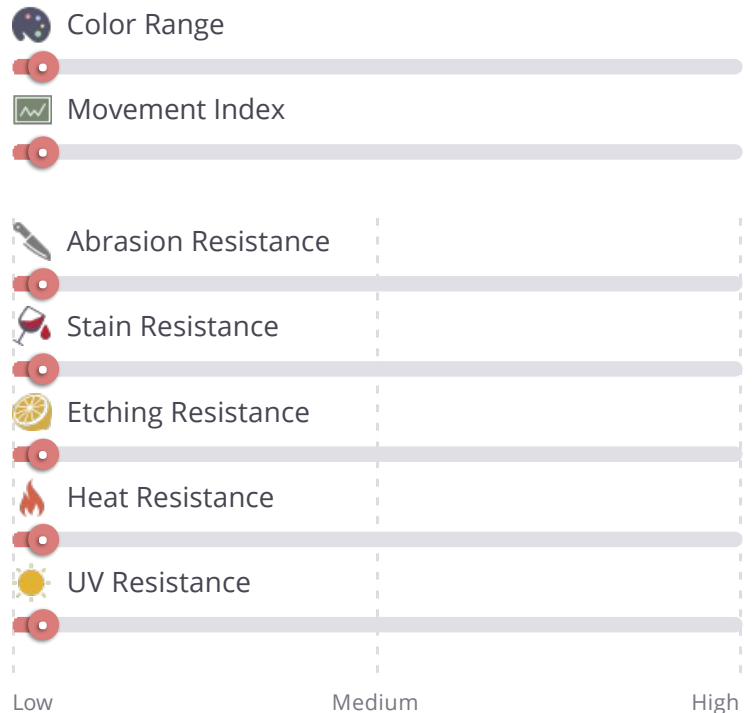 Color Range
Movement Index
Abrasion Resistance
Stain Resistance
Etching Resistance
Heat Resistance
UV Resistance
Low Medium High